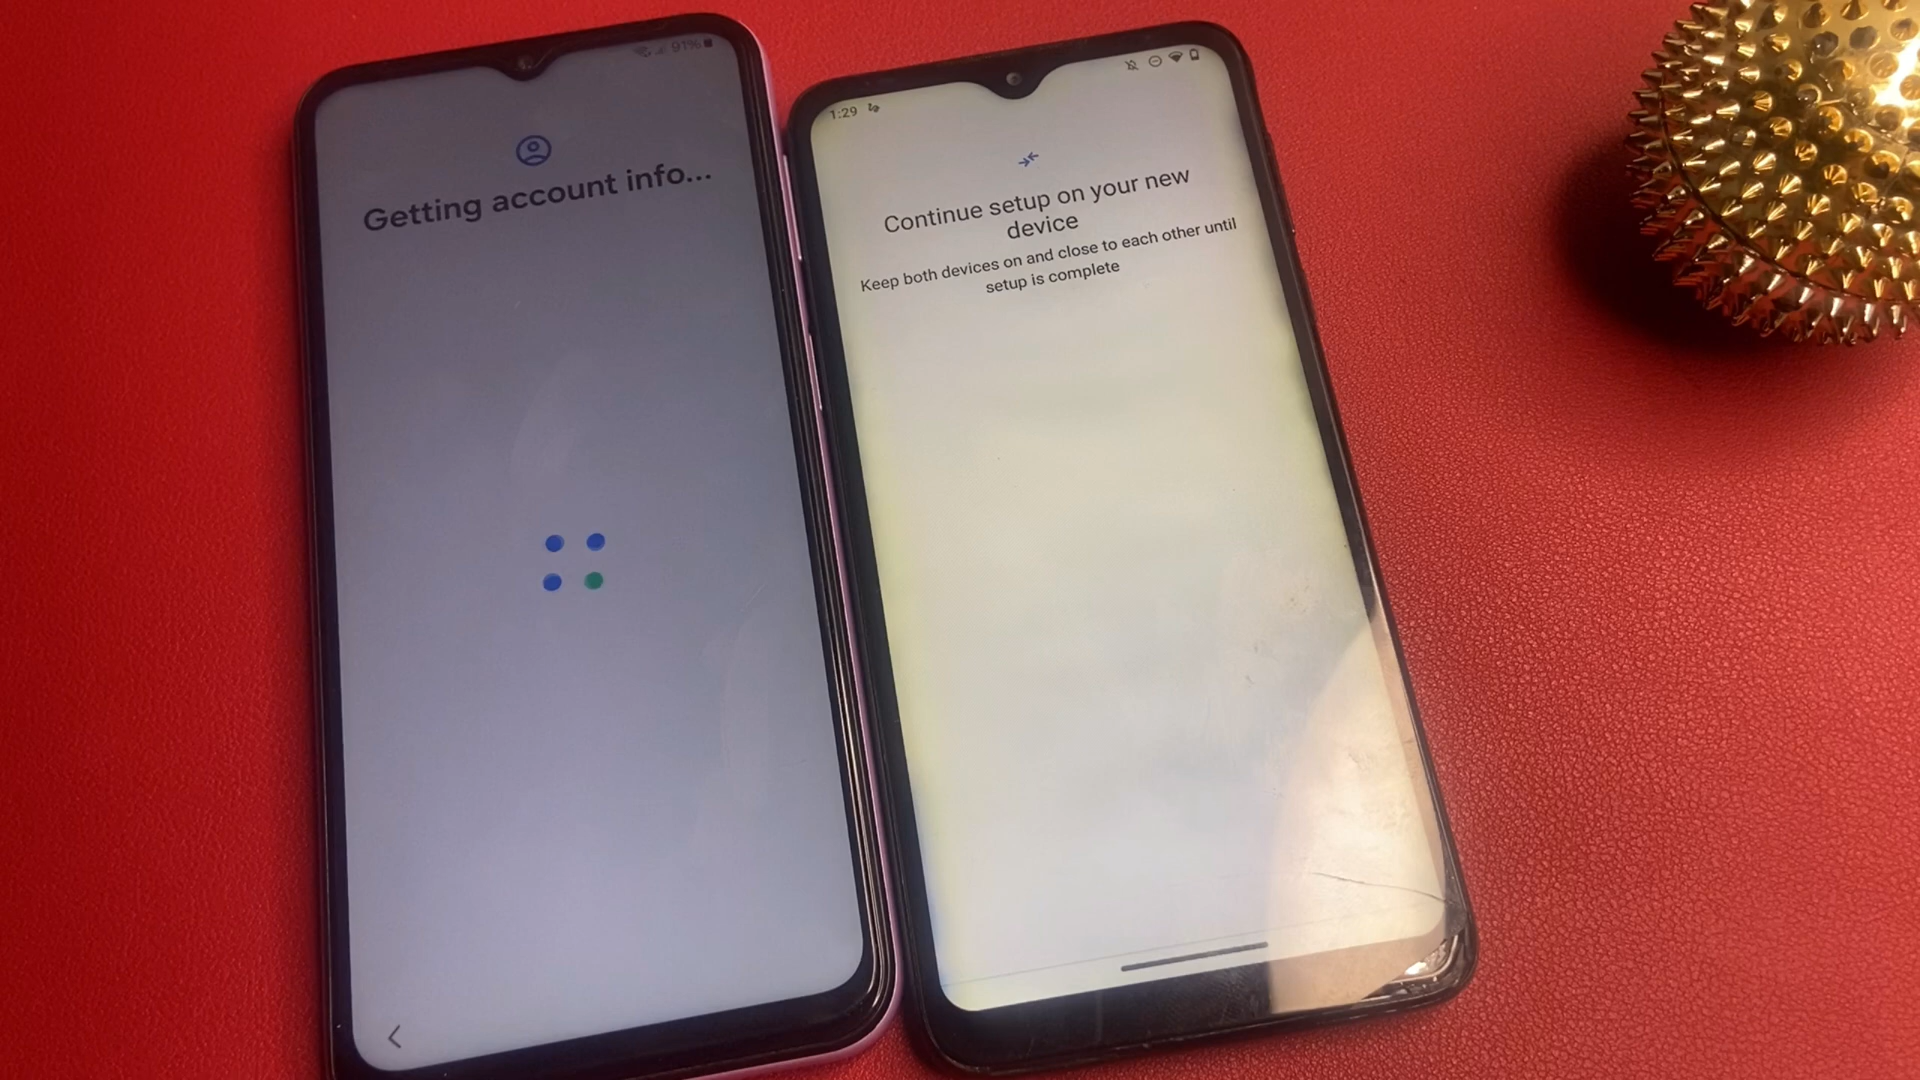 91%
Getting account info...
1:29
Continue setup on your new
device
Keep both devices on and close to each other until
setup is complete